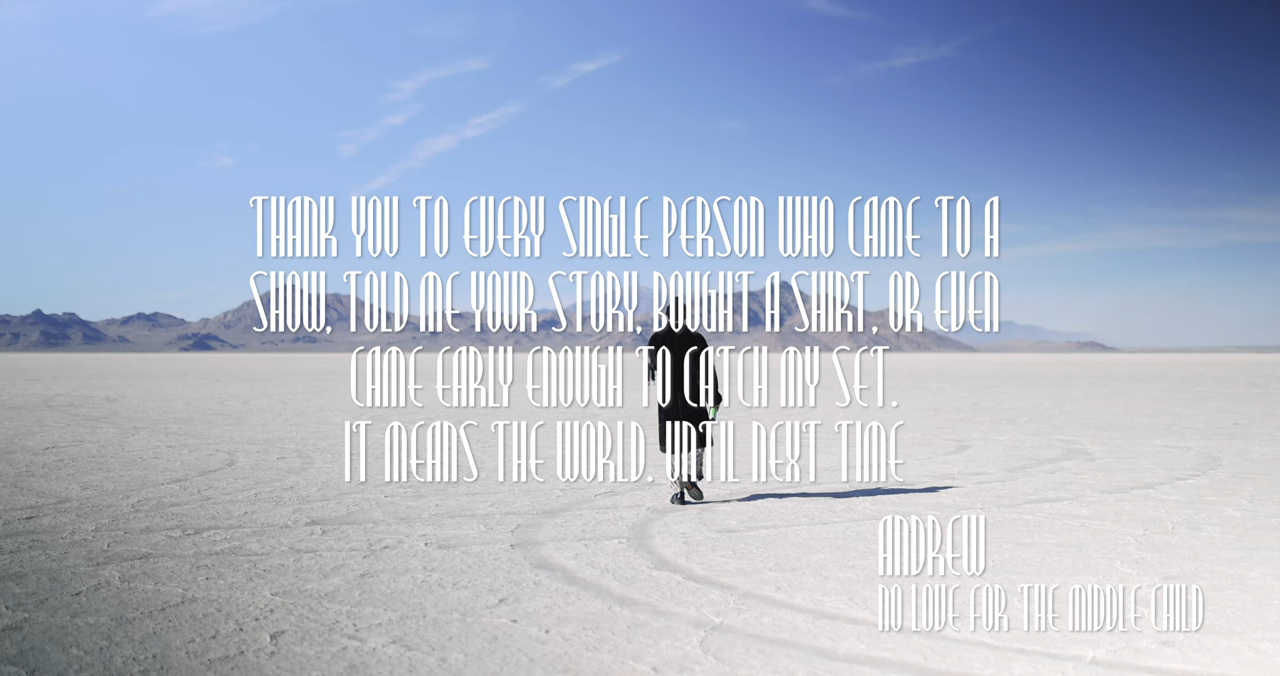 THANK YOU TO EVERY SINGLE PERSON WHO CAME TO A
SHOW, TOLD ME YOUR STORY, BOUGHT A SHIRT, OR EVEN
CAME EARLY ENOUGH TO CATCH MY SET.
IT MEANS THE WORLD. UNTIL NEXT TIME
ANDREW
NO LOVE FOR THE MIDDLE CHILD